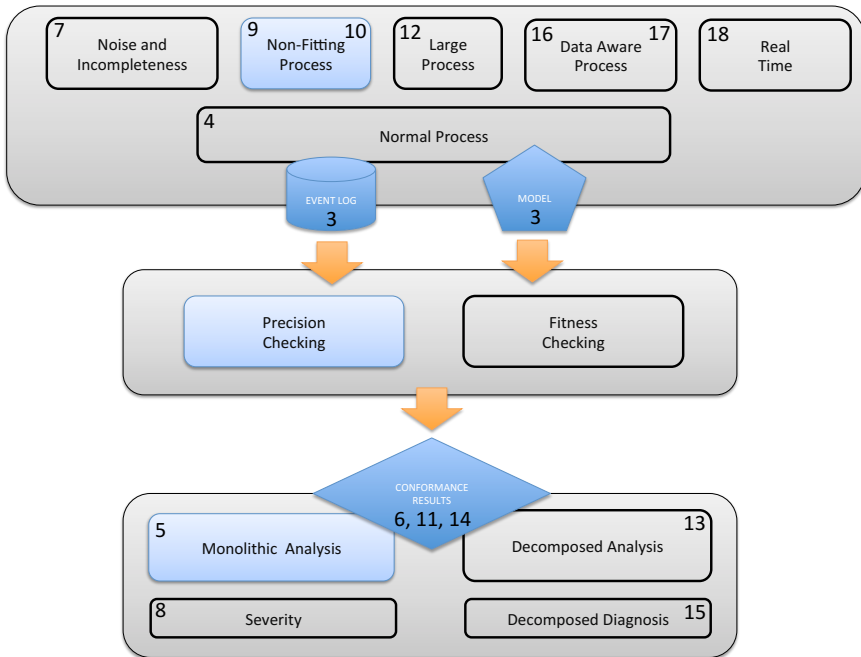 7
Noise and
Incompleteness
9
10
Non-Fitting
Process
12
Large
Process
16
17
Data Aware
Process
18
Real
Time
4
Normal Process
EVENT LOG
3
MODEL
3
Precision
Checking
Fitness
Checking
CONFORMANCE
RESULTS
6, 11, 14
5
Monolithic Analysis
13
Decomposed Analysis
8
Severity
Decomposed Diagnosis
15